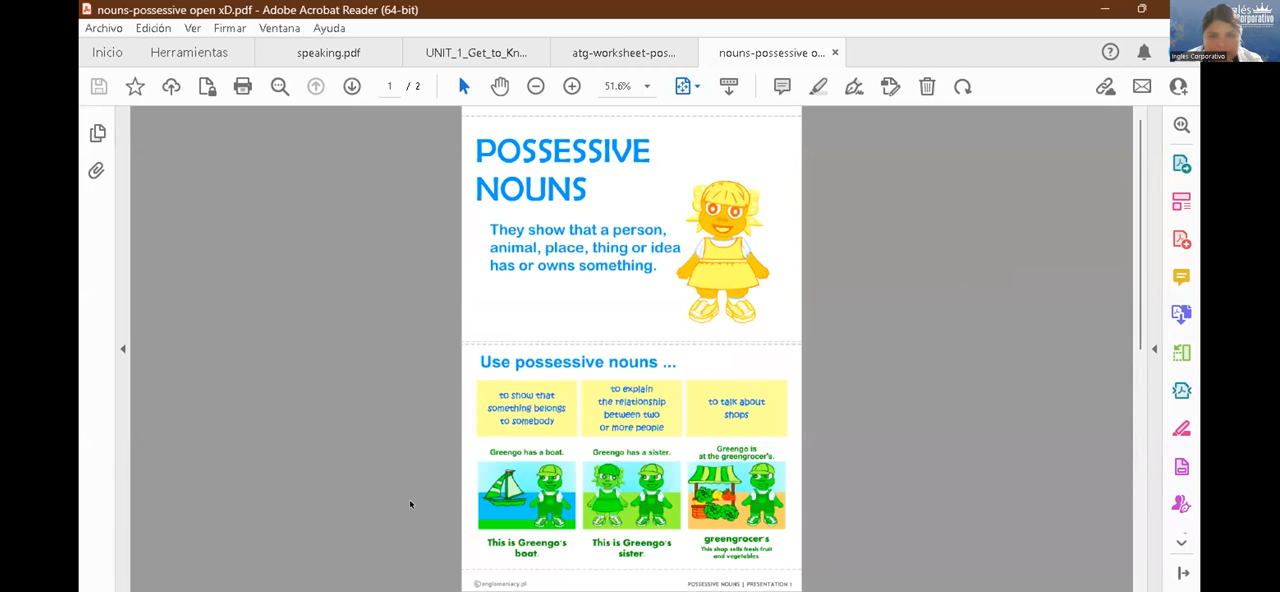 nouns-possessive open xD.pdf - Adobe Acrobat Reader (64-bit)
Archivo Edición Ver Firmar Ventana Ayuda
Inicio Herramientas speaking.pdf UNIT_1_Get_to_Kn... atg-worksheet-pos... nouns-possessive o... ×
1 / 2 51.6%
Inglés Corporativo
POSSESSIVE
NOUNS
They show that a person,
animal, place, thing or idea
has or owns something.
Use possessive nouns ...
to show that
something belongs
to somebody
to explain
the relationship
between two
or more people
to talk about
shops
Greengo has a boat.
Greengo has a sister.
Greengo is
at the greengrocer's.
This is Greengo's
boat.
This is Greengo's
sister.
greengrocer's
This shop sells fresh fruit
and vegetables
anglomaniacy.pl POSSESSIVE NOUNS | PRESENTATION 1